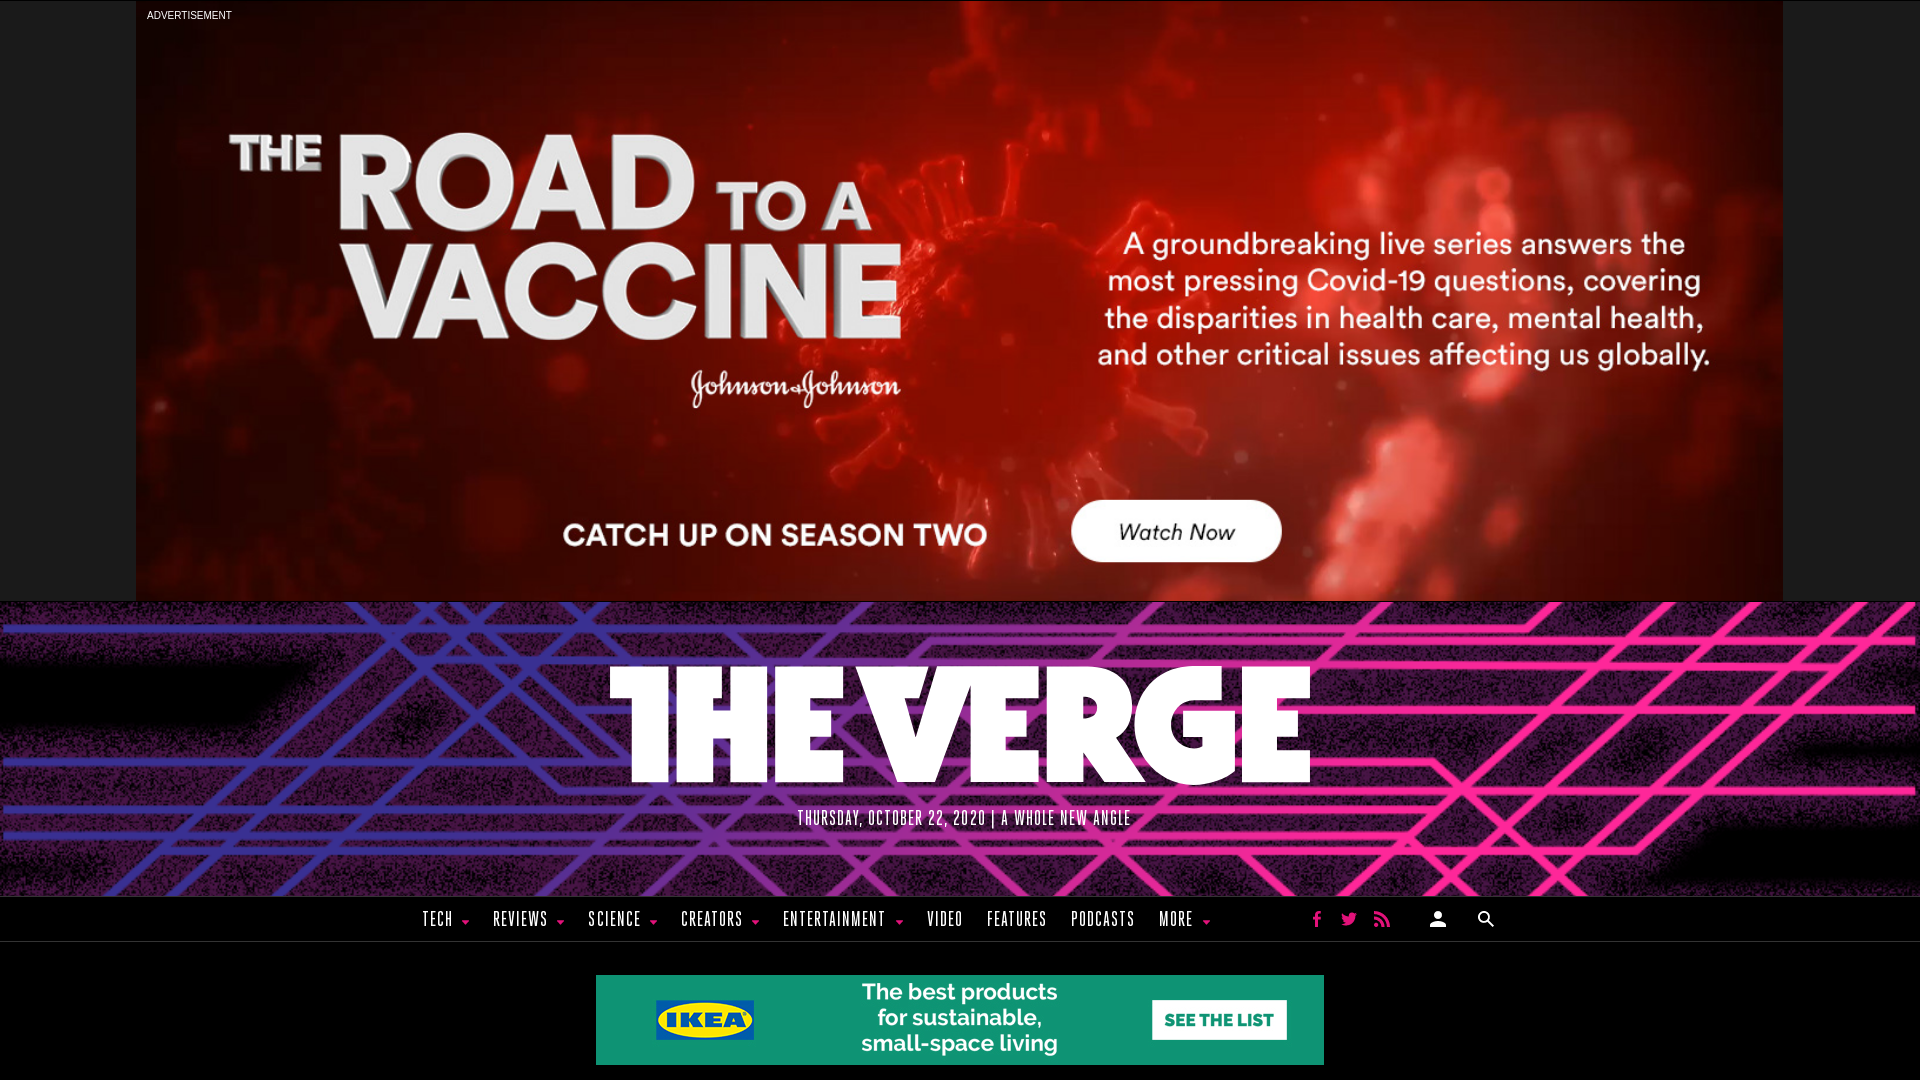 ADVERTISEMENT
THE ROAD TO A
VACCINE
Johnson & Johnson
A groundbreaking live series answers the
most pressing Covid-19 questions, covering
the disparities in health care, mental health,
and other critical issues affecting us globally.
CATCH UP ON SEASON TWO
Watch Now
THE VERGE
THURSDAY, OCTOBER 22, 2020 | A WHOLE NEW ANGLE
TECH REVIEWS SCIENCE CREATORS ENTERTAINMENT VIDEO FEATURES PODCASTS MORE
IKEA
The best products
for sustainable,
small-space living
SEE THE LIST